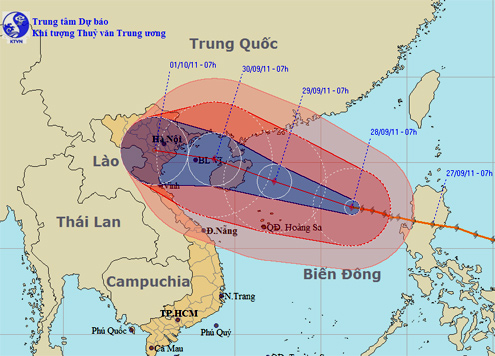 Trung tâm Dự báo
Khí tượng Thuỷ văn Trung ương
KTVN
Trung Quốc
01/10/11 - 07h
30/09/11 - 07h
29/09/11 - 07h
28/09/11 - 07h
27/09/11 - 07h
Hà Nội
Lào
BLV
Vinh
Thái Lan
Đ.Nẵng
QĐ. Hoàng Sa
Biển Đông
Campuchia
N.Trang
TP.HCM
Phú Quốc
Phú Quý
Cà Mau